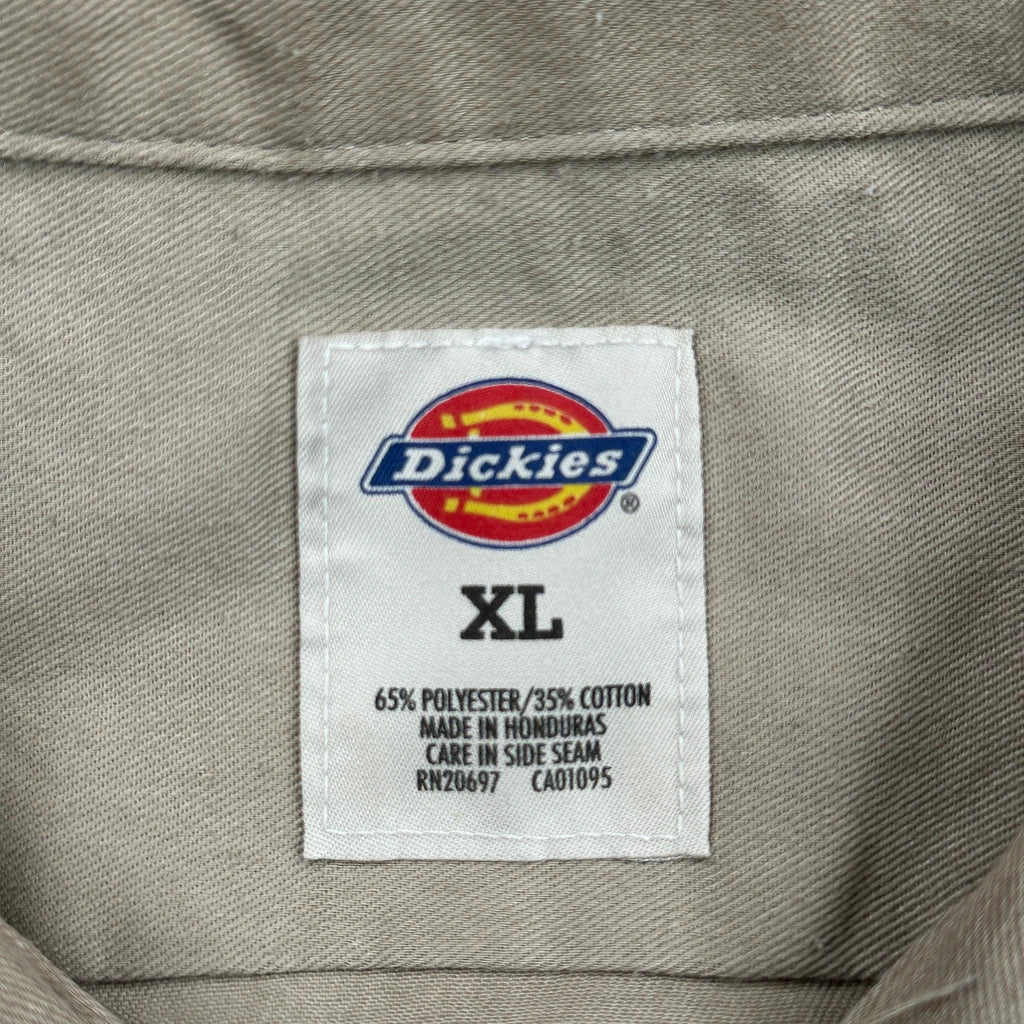 Dickies®
XL
65% POLYESTER/35% COTTON
MADE IN HONDURAS
CARE IN SIDE SEAM
RN20697 CA01095